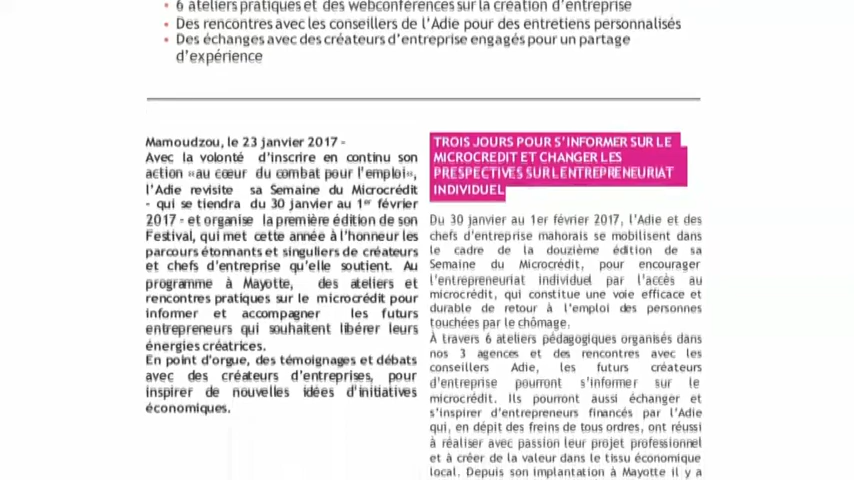 • 6 ateliers pratiques et des webconférences sur la création d'entreprise
• Des rencontres avec les conseillers de l'Adie pour des entretiens personnalisés
• Des échanges avec des créateurs d'entreprise engagés pour un partage
d'expérience
Mamoudzou, le 23 janvier 2017 -
Avec la volonté d'inscrire en continu son
action «au cœur du combat pour l'emploi»,
l'Adie revisite sa Semaine du Microcrédit
- qui se tiendra du 30 janvier au 1er février
2017 - et organise la première édition de son
Festival, qui met cette année à l'honneur les
parcours étonnants et singuliers de créateurs
et chefs d'entreprise qu'elle soutient. Au
programme à Mayotte, des ateliers et
rencontres pratiques sur le microcrédit pour
informer et accompagner les futurs
entrepreneurs qui souhaitent libérer leurs
énergies créatrices.
En point d'orgue, des témoignages et débats
avec des créateurs d'entreprises, pour
inspirer de nouvelles idées d'initiatives
économiques.
TROIS JOURS POUR S'INFORMER SUR LE
MICROCREDIT ET CHANGER LES
PRESPECTIVES SUR L'ENTREPRENEURIAT
INDIVIDUEL
Du 30 janvier au 1er février 2017, l'Adie et des
chefs d'entreprise mahorais se mobilisent dans
le cadre de la douzième édition de sa
Semaine du Microcrédit, pour encourager
l'entrepreneuriat individuel par l'accès au
microcrédit, qui constitue une voie efficace et
durable de retour à l'emploi des personnes
touchées par le chômage.
À travers 6 ateliers pédagogiques organisés dans
nos 3 agences et des rencontres avec les
conseillers Adie, les futurs créateurs
d'entreprise pourront s'informer sur le
microcrédit. Ils pourront aussi échanger et
s'inspirer d'entrepreneurs financés par l'Adie
qui, en dépit des freins de tous ordres, ont réussi
à réaliser avec passion leur projet professionnel
et à créer de la valeur dans le tissu économique
local. Depuis son implantation à Mayotte il y a